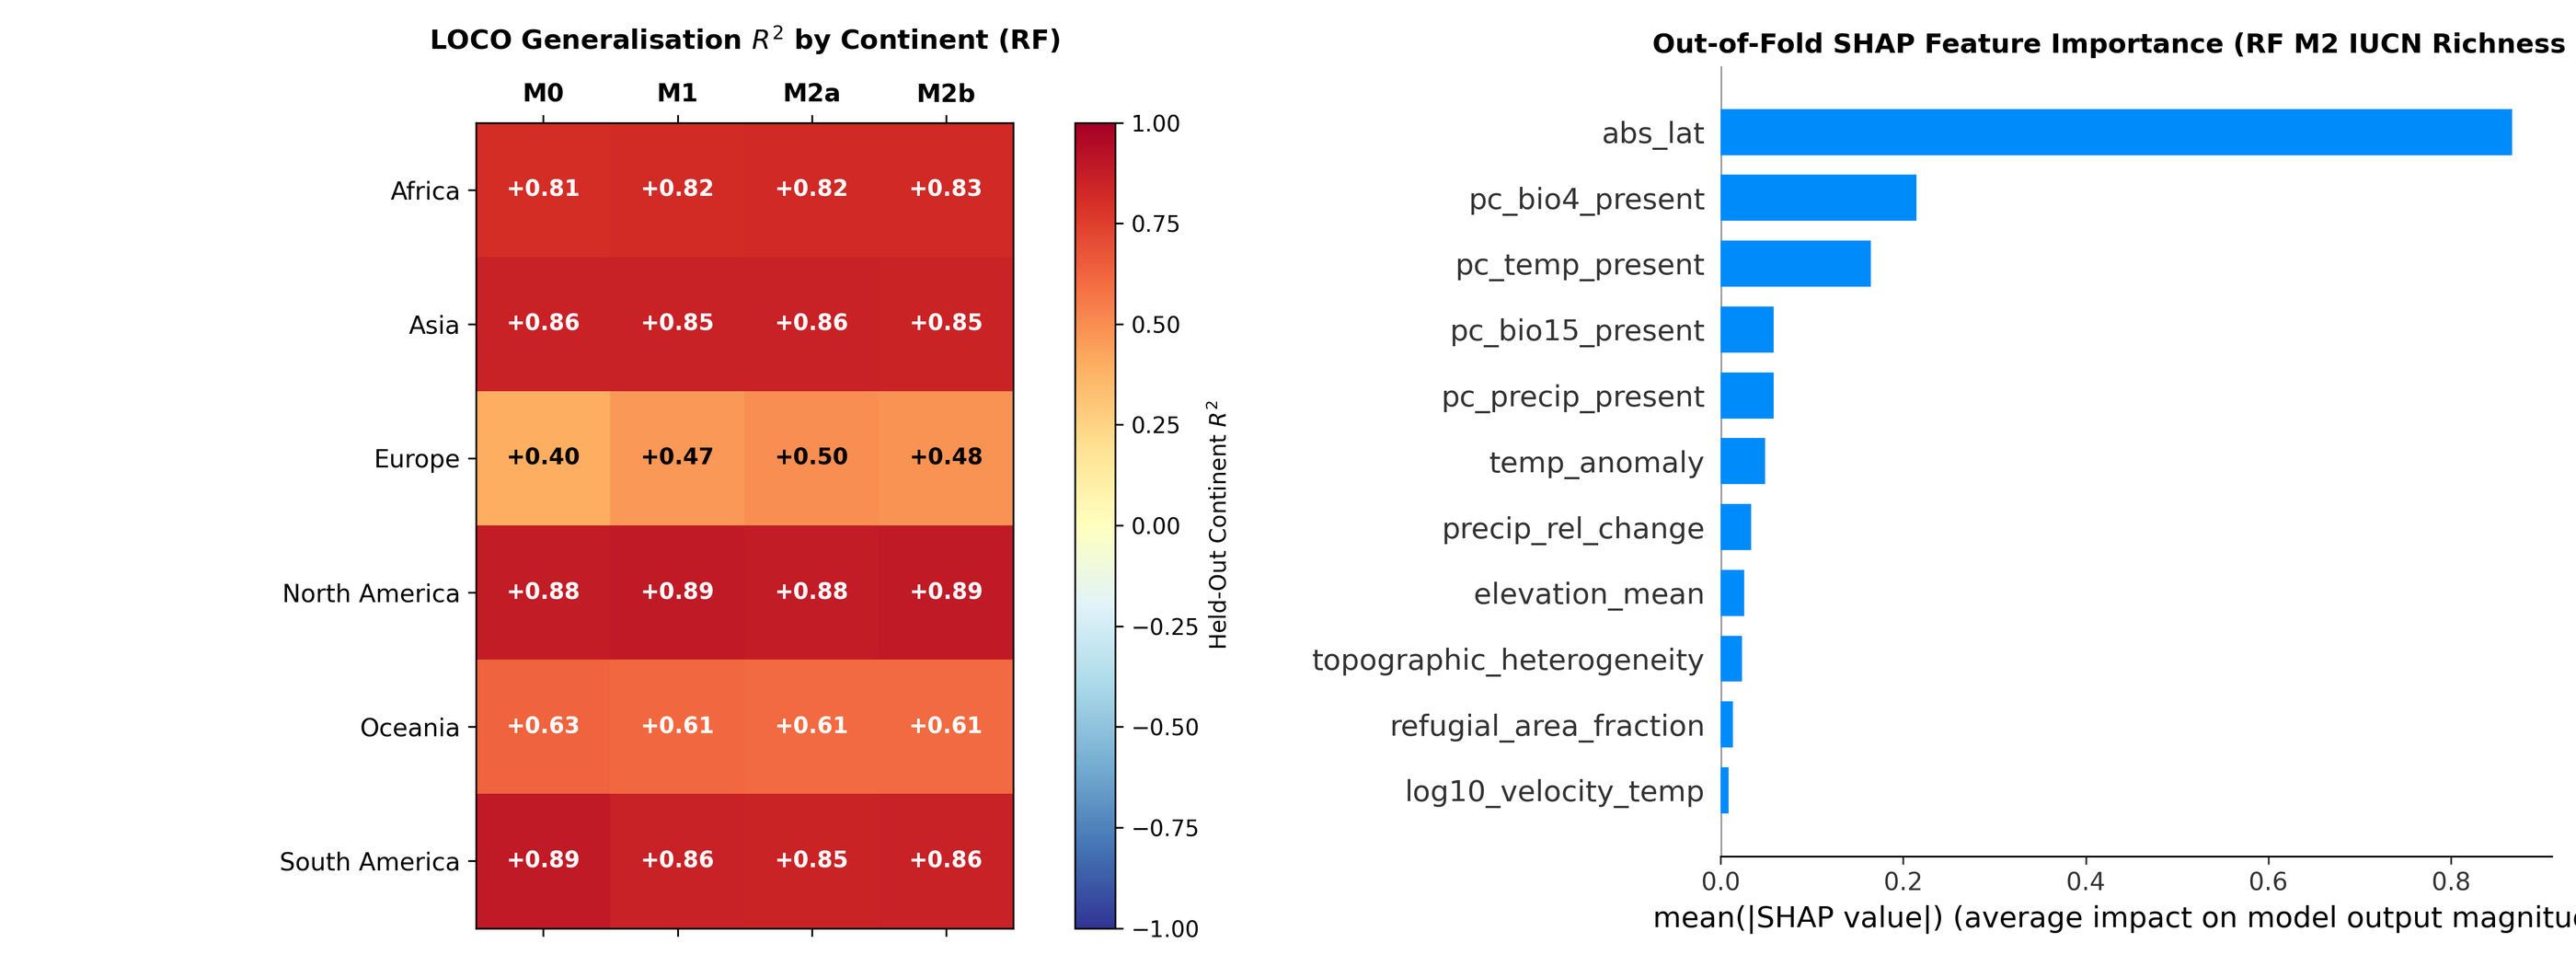 LOCO Generalisation R² by Continent (RF)
M0 M1 M2a M2b
Africa +0.81 +0.82 +0.82 +0.83
Asia +0.86 +0.85 +0.86 +0.85
Europe +0.40 +0.47 +0.50 +0.48
North America +0.88 +0.89 +0.88 +0.89
Oceania +0.63 +0.61 +0.61 +0.61
South America +0.89 +0.86 +0.85 +0.86
1.00
0.75
0.50
0.25
0.00
−0.25
−0.50
−0.75
−1.00
Held-Out Continent R²
Out-of-Fold SHAP Feature Importance (RF M2 IUCN Richness
abs_lat
pc_bio4_present
pc_temp_present
pc_bio15_present
pc_precip_present
temp_anomaly
precip_rel_change
elevation_mean
topographic_heterogeneity
refugial_area_fraction
log10_velocity_temp
0.0 0.2 0.4 0.6 0.8
mean(|SHAP value|) (average impact on model output